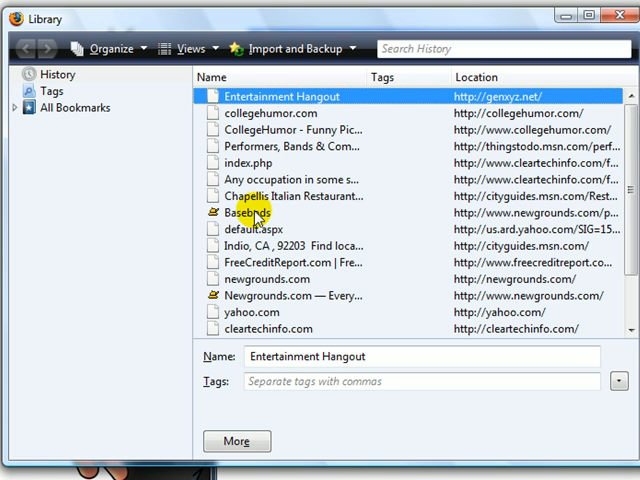 Library
Organize Views Import and Backup Search History
History
Tags
All Bookmarks
Name Tags Location
Entertainment Hangout http://genxyz.net/
collegehumor.com http://collegehumor.com/
CollegeHumor - Funny Pic... http://www.collegehumor.com/
Performers, Bands & Com... http://thingstodo.msn.com/perf...
index.php http://www.cleartechinfo.com/f...
Any occupation in some s... http://www.cleartechinfo.com/f...
Chapellis Italian Restaurant... http://cityguides.msn.com/Rest...
http://www.newgrounds.com/p...
default.aspx http://us.ard.yahoo.com/SIG=15...
Indio, CA , 92203 Find loca... http://cityguides.msn.com/
FreeCreditReport.com | Fre... http://www.freecreditreport.co...
newgrounds.com http://newgrounds.com/
Newgrounds.com — Every... http://www.newgrounds.com/
yahoo.com http://yahoo.com/
cleartechinfo.com http://cleartechinfo.com/
Name: Entertainment Hangout
Tags: Separate tags with commas
More